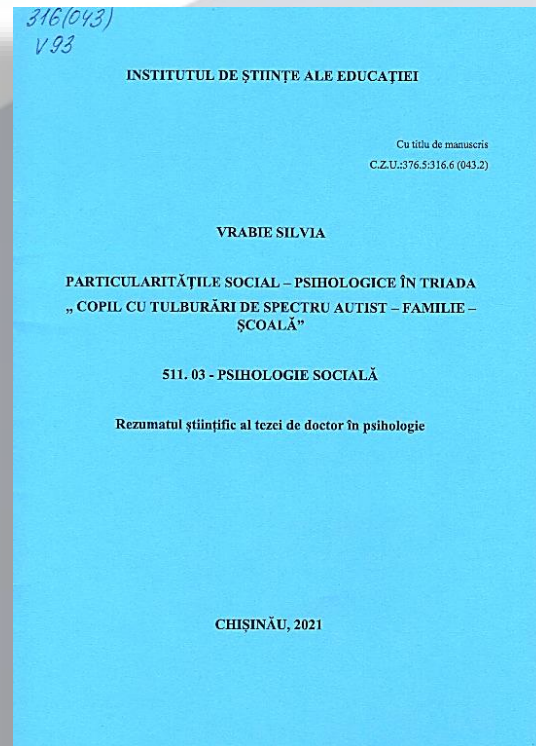 316(043)
V 93
INSTITUTUL DE ŞTIINŢE ALE EDUCAŢIEI
Cu titlu de manuscris
C.Z.U.:376.5:316.6 (043.2)
VRABIE SILVIA
PARTICULARITĂŢILE SOCIAL – PSIHOLOGICE ÎN TRIADA
„ COPIL CU TULBURĂRI DE SPECTRU AUTIST – FAMILIE –
ŞCOALĂ”
511. 03 - PSIHOLOGIE SOCIALĂ
Rezumatul ştiinţific al tezei de doctor în psihologie
CHIŞINĂU, 2021